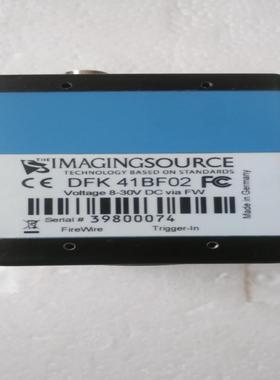 THE IMAGINGSOURCE
TECHNOLOGY BASED ON STANDARDS
CE DFK 41BF02 FC
Voltage 8-30V DC via FW
Serial # 39800074
FireWire Trigger-In
Made in Germany